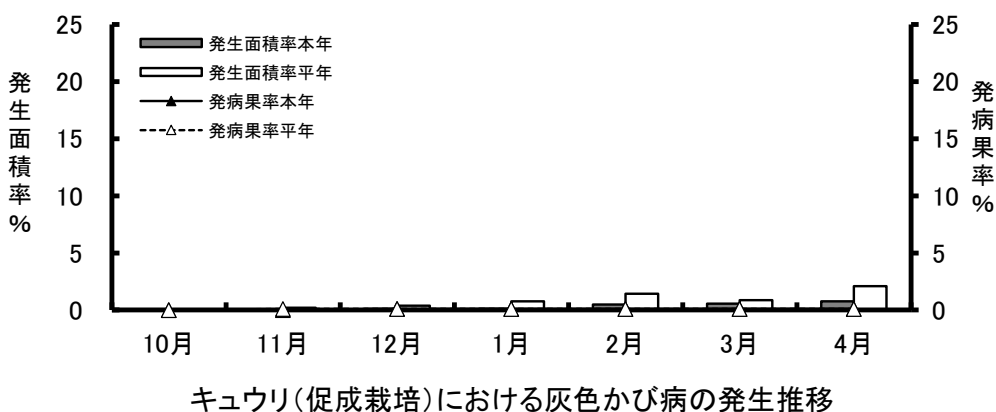 発生面積率%
25
20
15
10
5
0
発生面積率本年
発生面積率平年
発病果率本年
発病果率平年
25
20
15
10
5
0
発病果率%
10月 11月 12月 1月 2月 3月 4月
キュウリ(促成栽培)における灰色かび病の発生推移